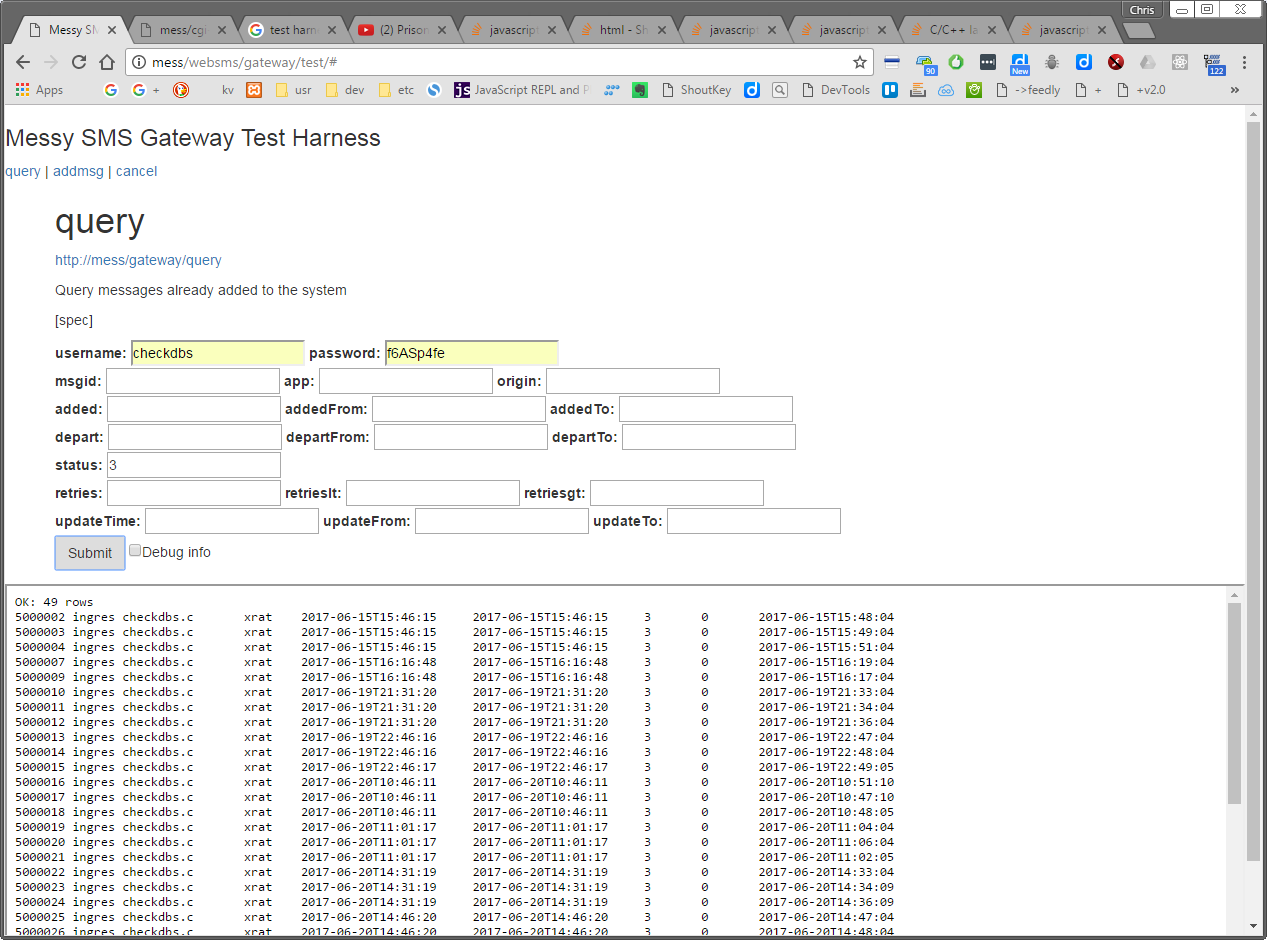 Chris
Messy SM
mess/cgi
test harn
(2) Prison
javascript
html - Sh
javascript
javascript
C/C++ la
javascript
mess/websms/gateway/test/#
90
New
122
Apps
G
G +
kv
usr
dev
etc
JS JavaScript REPL and P
ShoutKey
DevTools
->feedly
+
+v2.0
»
Messy SMS Gateway Test Harness
query | addmsg | cancel
query
http://mess/gateway/query
Query messages already added to the system
[spec]
username: checkdbs password: f6ASp4fe
msgid: app: origin:
added: addedFrom: addedTo:
depart: departFrom: departTo:
status: 3
retries: retrieslt: retriesgt:
updateTime: updateFrom: updateTo:
Submit Debug info
OK: 49 rows
5000002 ingres checkdbs.c xrat 2017-06-15T15:46:15 2017-06-15T15:46:15 3 0 2017-06-15T15:48:04
5000003 ingres checkdbs.c xrat 2017-06-15T15:46:15 2017-06-15T15:46:15 3 0 2017-06-15T15:49:04
5000004 ingres checkdbs.c xrat 2017-06-15T15:46:15 2017-06-15T15:46:15 3 0 2017-06-15T15:51:04
5000007 ingres checkdbs.c xrat 2017-06-15T16:16:48 2017-06-15T16:16:48 3 0 2017-06-15T16:19:04
5000009 ingres checkdbs.c xrat 2017-06-15T16:16:48 2017-06-15T16:16:48 3 0 2017-06-15T16:17:04
5000010 ingres checkdbs.c xrat 2017-06-19T21:31:20 2017-06-19T21:31:20 3 0 2017-06-19T21:33:04
5000011 ingres checkdbs.c xrat 2017-06-19T21:31:20 2017-06-19T21:31:20 3 0 2017-06-19T21:34:04
5000012 ingres checkdbs.c xrat 2017-06-19T21:31:20 2017-06-19T21:31:20 3 0 2017-06-19T21:36:04
5000013 ingres checkdbs.c xrat 2017-06-19T22:46:16 2017-06-19T22:46:16 3 0 2017-06-19T22:47:04
5000014 ingres checkdbs.c xrat 2017-06-19T22:46:16 2017-06-19T22:46:16 3 0 2017-06-19T22:48:04
5000015 ingres checkdbs.c xrat 2017-06-19T22:46:17 2017-06-19T22:46:17 3 0 2017-06-19T22:49:05
5000016 ingres checkdbs.c xrat 2017-06-20T10:46:11 2017-06-20T10:46:11 3 0 2017-06-20T10:51:10
5000017 ingres checkdbs.c xrat 2017-06-20T10:46:11 2017-06-20T10:46:11 3 0 2017-06-20T10:47:10
5000018 ingres checkdbs.c xrat 2017-06-20T10:46:11 2017-06-20T10:46:11 3 0 2017-06-20T10:48:05
5000019 ingres checkdbs.c xrat 2017-06-20T11:01:17 2017-06-20T11:01:17 3 0 2017-06-20T11:04:04
5000020 ingres checkdbs.c xrat 2017-06-20T11:01:17 2017-06-20T11:01:17 3 0 2017-06-20T11:06:04
5000021 ingres checkdbs.c xrat 2017-06-20T11:01:17 2017-06-20T11:01:17 3 0 2017-06-20T11:02:05
5000022 ingres checkdbs.c xrat 2017-06-20T14:31:19 2017-06-20T14:31:19 3 0 2017-06-20T14:33:04
5000023 ingres checkdbs.c xrat 2017-06-20T14:31:19 2017-06-20T14:31:19 3 0 2017-06-20T14:34:09
5000024 ingres checkdbs.c xrat 2017-06-20T14:31:19 2017-06-20T14:31:19 3 0 2017-06-20T14:36:09
5000025 ingres checkdbs.c xrat 2017-06-20T14:46:20 2017-06-20T14:46:20 3 0 2017-06-20T14:47:04
5000026 ingres checkdbs.c xrat 2017-06-20T14:46:20 2017-06-20T14:46:20 3 0 2017-06-20T14:48:04